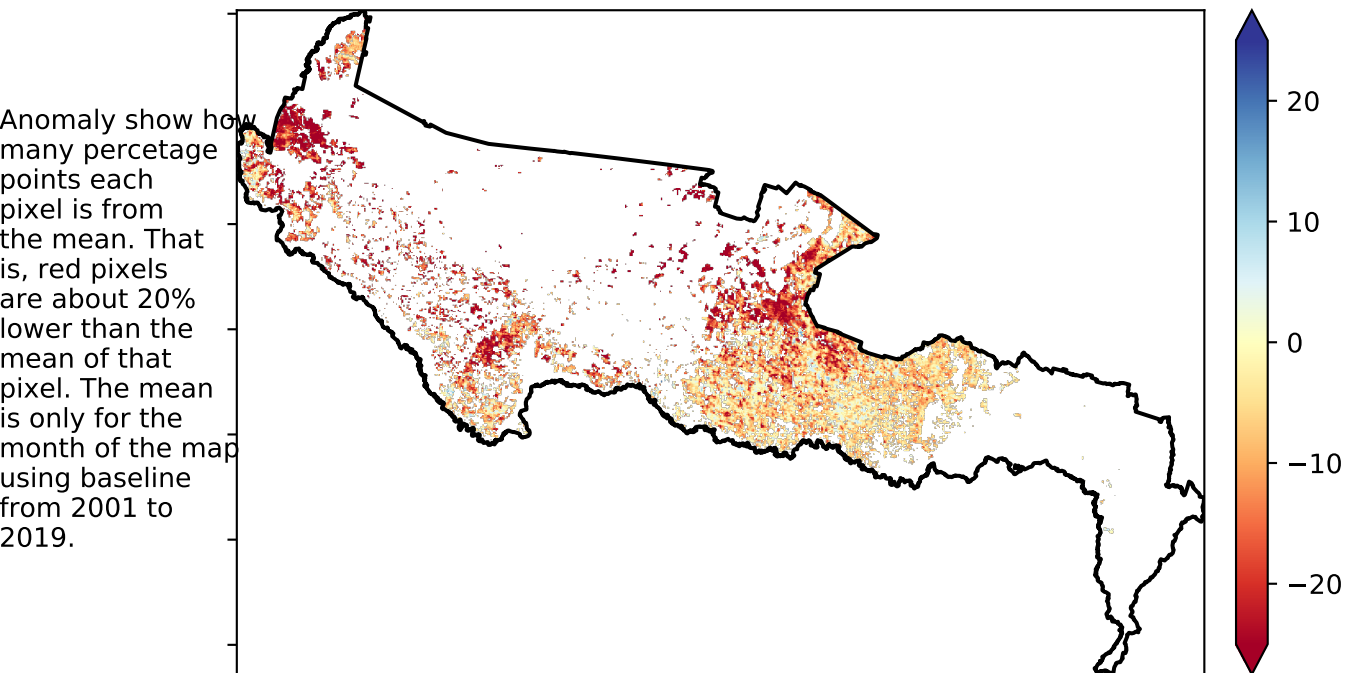 Anomaly show how
many percetage
points each
pixel is from
the mean. That
is, red pixels
are about 20%
lower than the
mean of that
pixel. The mean
is only for the
month of the map
using baseline
from 2001 to
2019.
20
10
0
−10
−20